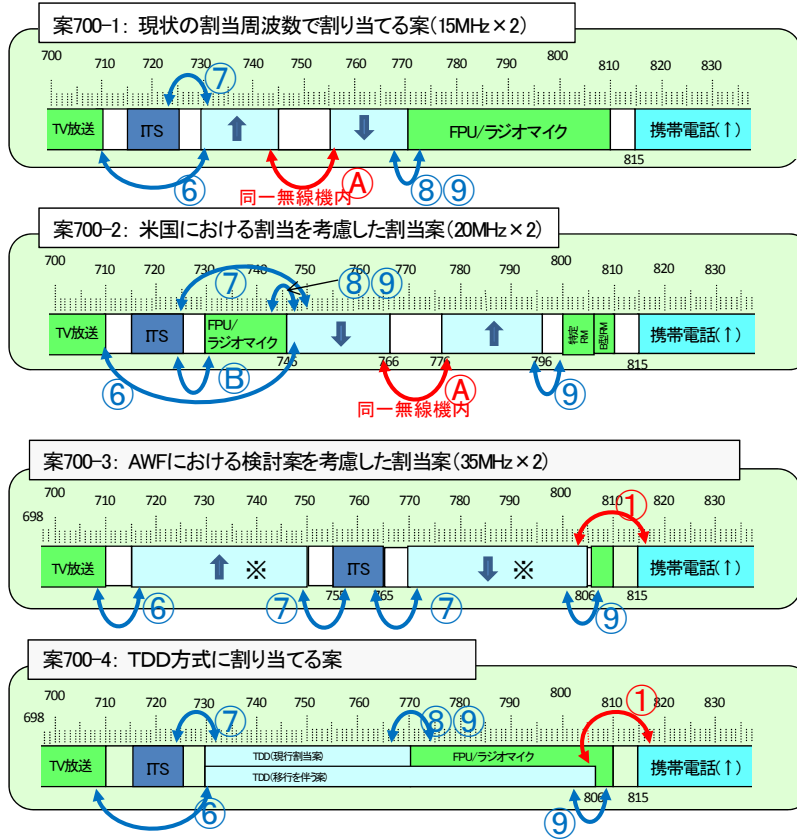 案700-1: 現状の割当周波数で割り当てる案(15MHz×2)
700 710 720 730 740 750 760 770 780 790 800 810 820 830
⑦
TV放送 ITS ↑ ↓ FPU/ラジオマイク 携帯電話(↑)
815
⑥ 同一無線機内 Ⓐ ⑧⑨
案700-2: 米国における割当を考慮した割当案(20MHz×2)
700 710 720 730 740 750 760 770 780 790 800 810 820 830
⑦ ⑧⑨
TV放送 ITS FPU/ラジオマイク ↓ ↑ 特定RM B型RM 携帯電話(↑)
745 766 776 796 815
⑥ Ⓑ Ⓐ ⑨
同一無線機内
案700-3: AWFにおける検討案を考慮した割当案(35MHz×2)
700 710 720 730 740 750 760 770 780 790 800 810 820 830
698
①
TV放送 ↑ ※ ITS ↓ ※ 携帯電話(↑)
755 765 806 815
⑥ ⑦ ⑦ ⑨
案700-4: TDD方式に割り当てる案
700 710 720 730 740 750 760 770 780 790 800 810 820 830
698
⑦ ⑧⑨ ①
TV放送 ITS TDD(現行割当案) FPU/ラジオマイク 携帯電話(↑)
TDD(移行を伴う案)
806 815
⑥ ⑨